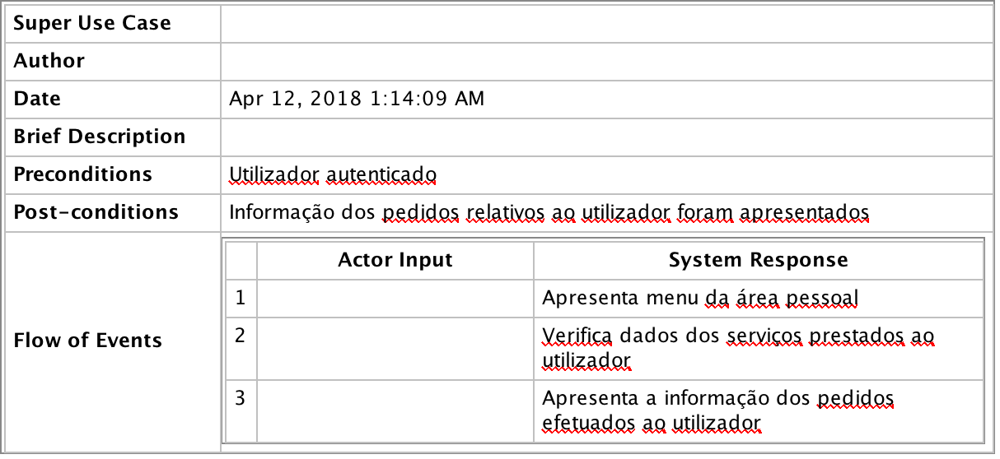 Super Use Case
Author
Date Apr 12, 2018 1:14:09 AM
Brief Description
Preconditions Utilizador autenticado
Post-conditions Informação dos pedidos relativos ao utilizador foram apresentados
Flow of Events
Actor Input System Response
1 Apresenta menu da área pessoal
2 Verifica dados dos serviços prestados ao
utilizador
3 Apresenta a informação dos pedidos
efetuados ao utilizador